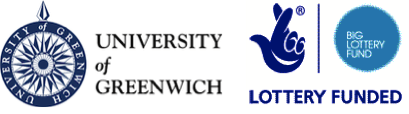 UNIVERSITY of GREENWICH
UNIVERSITY
of
GREENWICH
®
BIG
LOTTERY
FUND
LOTTERY FUNDED